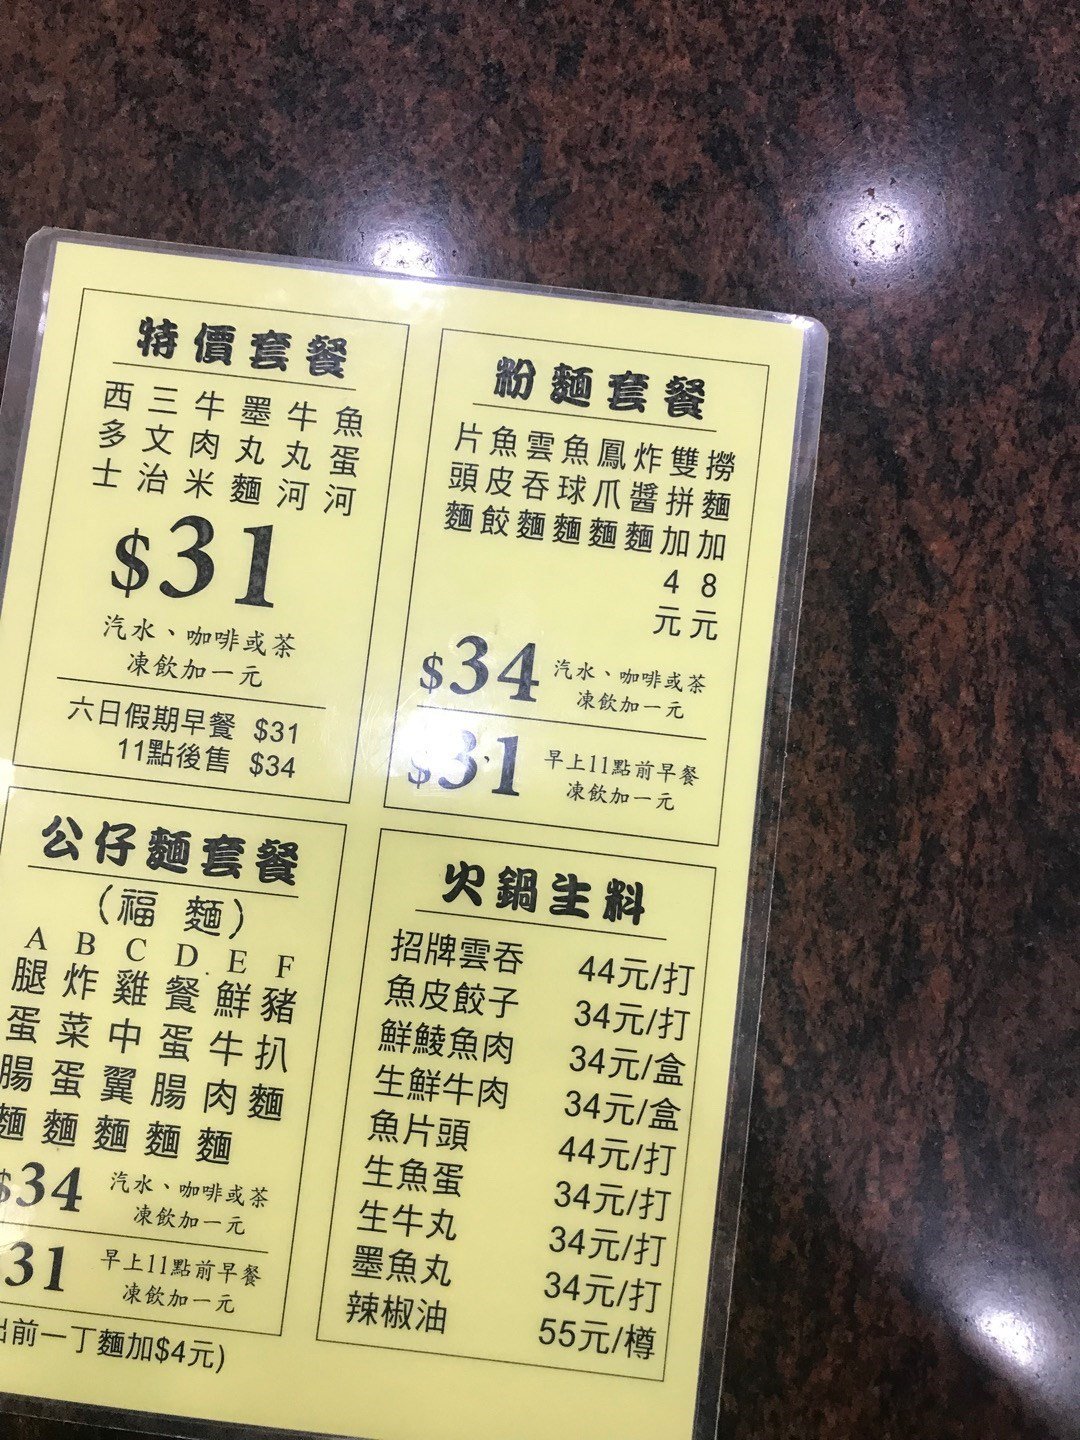 特價套餐
西多士
三文治
牛肉米
墨丸麵
牛丸河
魚蛋河
$31
汽水、咖啡或茶
凍飲加一元
六日假期早餐 $31
11點後售 $34
粉麵套餐
片頭麵
魚皮餃
雲吞麵
魚球麵
鳳爪麵
炸醬麵
雙拼加4元
撈麵加8元
$34
汽水、咖啡或茶
凍飲加一元
$31
早上11點前早餐
凍飲加一元
公仔麵套餐
(福 麵)
A 腿蛋腸麵
B 炸菜蛋麵
C 雞中翼麵
D 餐蛋腸麵
E 鮮牛肉麵
F 豬扒麵
$34
汽水、咖啡或茶
凍飲加一元
31
早上11點前早餐
凍飲加一元
出前一丁麵加$4元)
火鍋生料
招牌雲吞 44元/打
魚皮餃子 34元/打
鮮鯪魚肉 34元/盒
生鮮牛肉 34元/盒
魚片頭 44元/打
生魚蛋 34元/打
生牛丸 34元/打
墨魚丸 34元/打
辣椒油 55元/樽